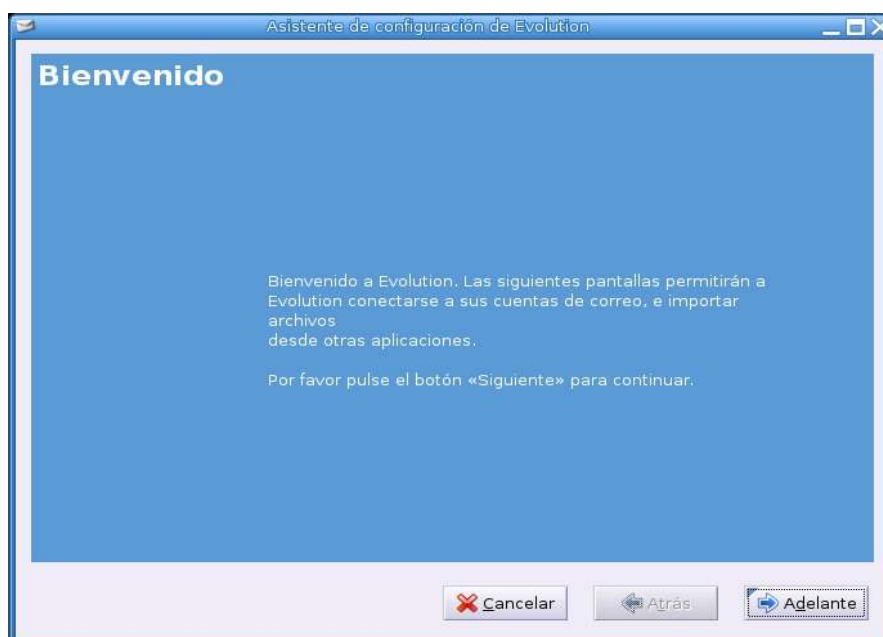 Asistente de configuración de Evolution
Bienvenido
Bienvenido a Evolution. Las siguientes pantallas permitirán a
Evolution conectarse a sus cuentas de correo, e importar
archivos
desde otras aplicaciones.
Por favor pulse el botón «Siguiente» para continuar.
Cancelar
Atrás
Adelante